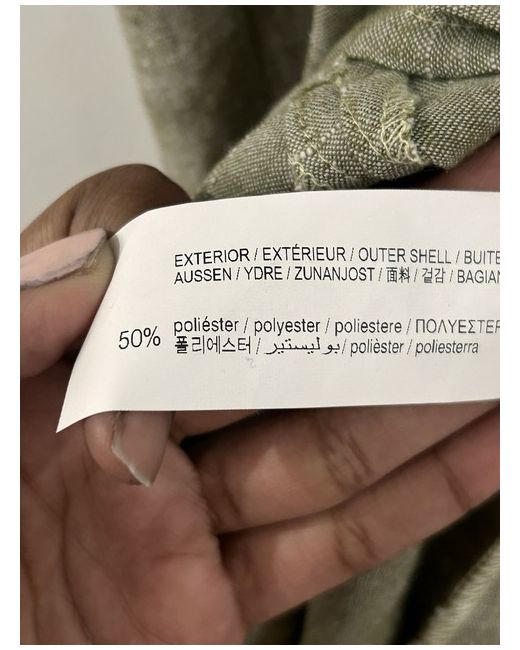 EXTERIOR / EXTÉRIEUR / OUTER SHELL / BUITE
AUSSEN / YDRE / ZUNANJOST / 面料 / 겉감 / BAGIAN
50% poliéster / polyester / poliestere / ΠΟΛΥΕΣΤΕΡ
폴리에스터 / بوليستير / polièster / poliesterra